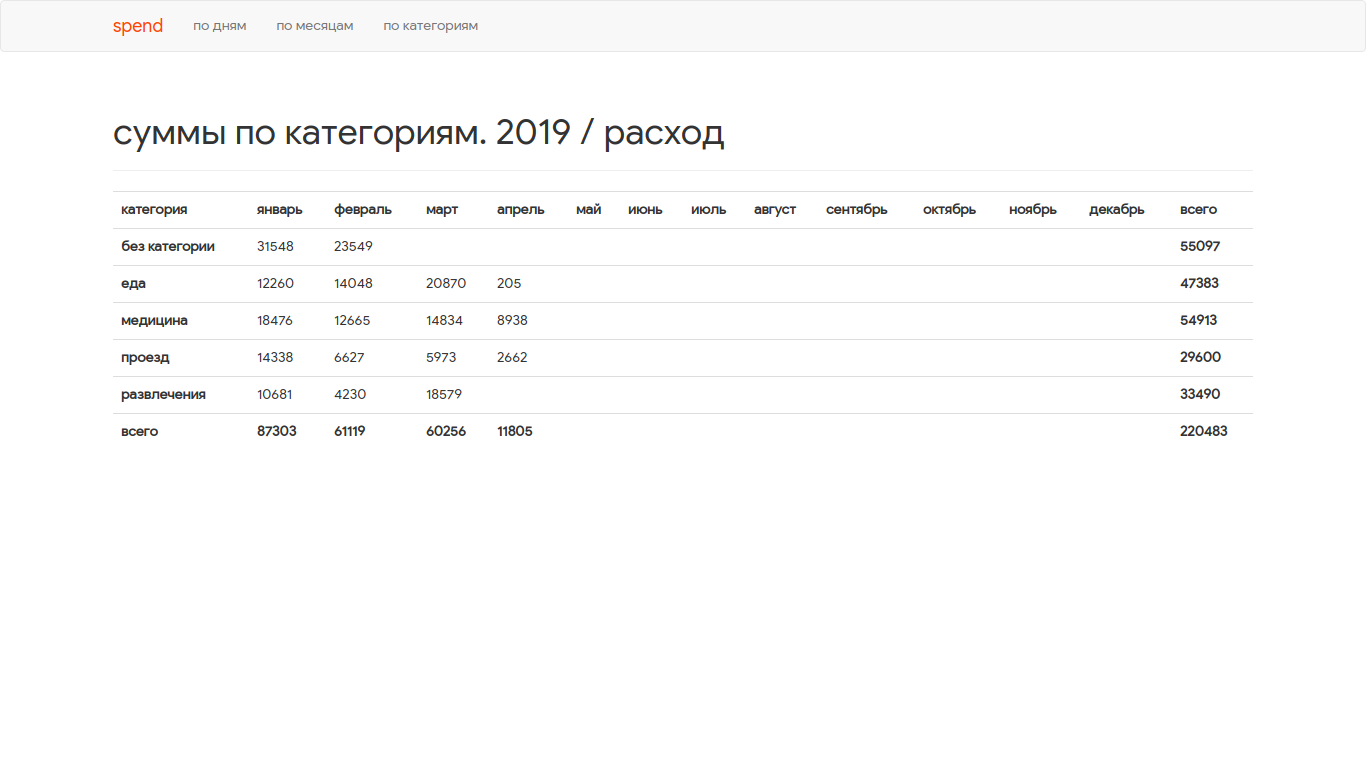 spend по дням по месяцам по категориям
суммы по категориям. 2019 / расход
категория январь февраль март апрель май июнь июль август сентябрь октябрь ноябрь декабрь всего
без категории 31548 23549 55097
еда 12260 14048 20870 205 47383
медицина 18476 12665 14834 8938 54913
проезд 14338 6627 5973 2662 29600
развлечения 10681 4230 18579 33490
всего 87303 61119 60256 11805 220483